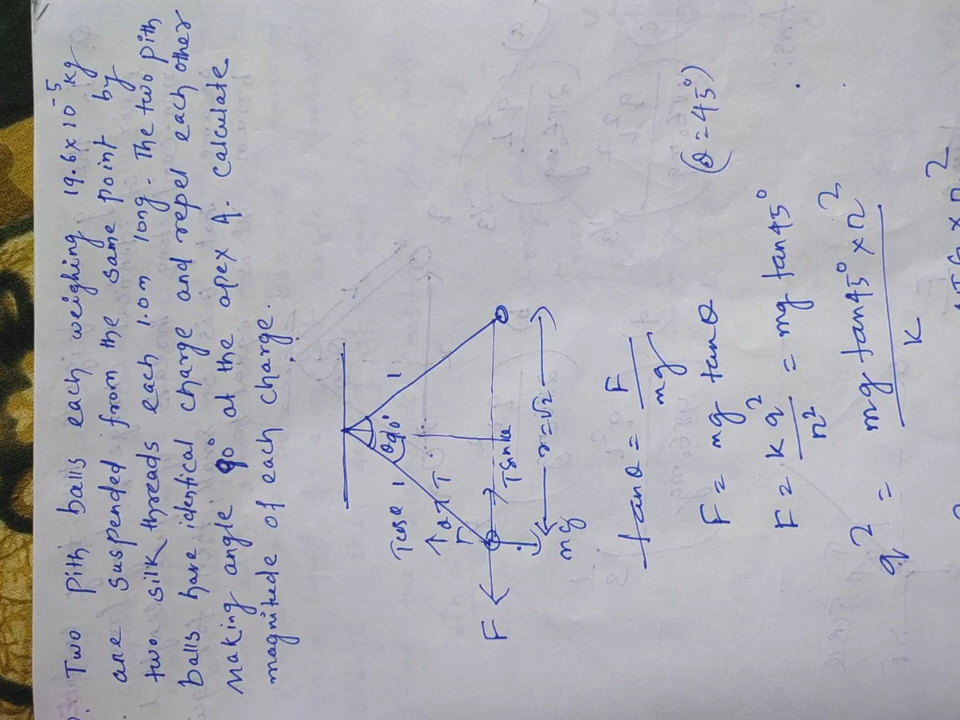 Two pith balls each weighing 19.6 x 10⁻⁵ kg
are suspended from the same point by
two silk threads each 1.0 m long. The two pith
balls have identical charge and repel each other
making angle 90° at the apex A. calculate
magnitude of each charge.
1 90° 1
Tcosθ
θ T
F Tsinθ
r=√2
mg
tanθ = F/mg
F = mg tanθ
F = kq²/r² = mg tan45° (θ = 45°)
q² = mg tan45° × r² / K